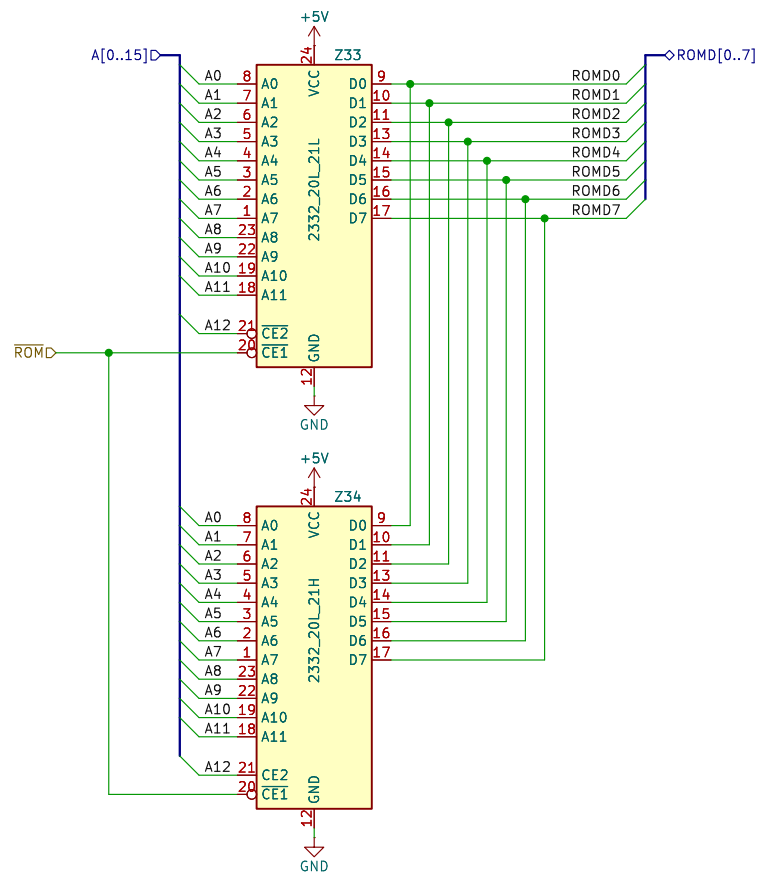 +5V
A[0..15] 24 Z33 ROMD[0..7]
VCC
A0 8 A0 D0 9 ROMD0
A1 7 A1 D1 10 ROMD1
A2 6 A2 D2 11 ROMD2
A3 5 A3 D3 13 ROMD3
A4 4 A4 D4 14 ROMD4
A5 3 A5 D5 15 ROMD5
A6 2 A6 D6 16 ROMD6
A7 1 A7 D7 17 ROMD7
2332_20L_21L
A8 23 A8
A9 22 A9
A10 19 A10
A11 18 A11
A12 21 CE2
ROM 20 CE1
GND
12
GND
+5V
24 Z34
VCC
A0 8 A0 D0 9
A1 7 A1 D1 10
A2 6 A2 D2 11
A3 5 A3 D3 13
A4 4 A4 D4 14
A5 3 A5 D5 15
A6 2 A6 D6 16
A7 1 A7 D7 17
2332_20L_21H
A8 23 A8
A9 22 A9
A10 19 A10
A11 18 A11
A12 21 CE2
20 CE1
GND
12
GND